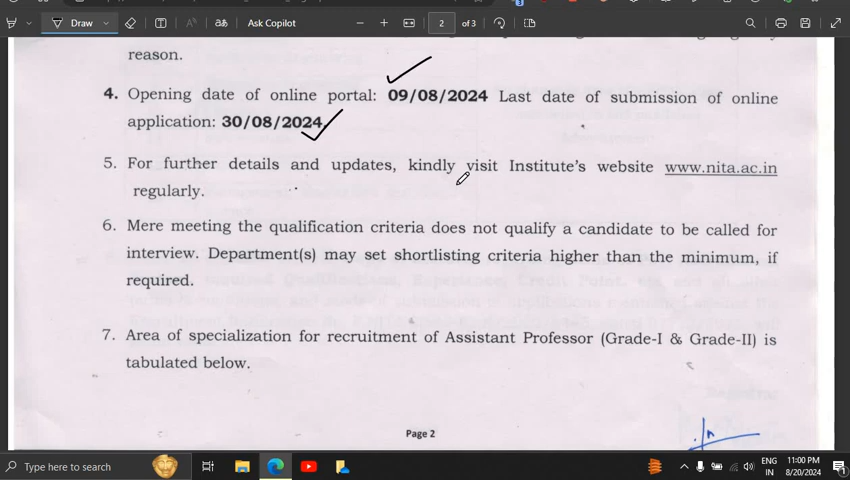 Draw
Ask Copilot
2
of 3
reason.
4. Opening date of online portal: 09/08/2024 Last date of submission of online
application: 30/08/2024.
5. For further details and updates, kindly visit Institute's website www.nita.ac.in
regularly.
6. Mere meeting the qualification criteria does not qualify a candidate to be called for
interview. Department(s) may set shortlisting criteria higher than the minimum, if
required.
7. Area of specialization for recruitment of Assistant Professor (Grade-I & Grade-II) is
tabulated below.
Page 2
Type here to search
ENG
IN
11:00 PM
8/20/2024